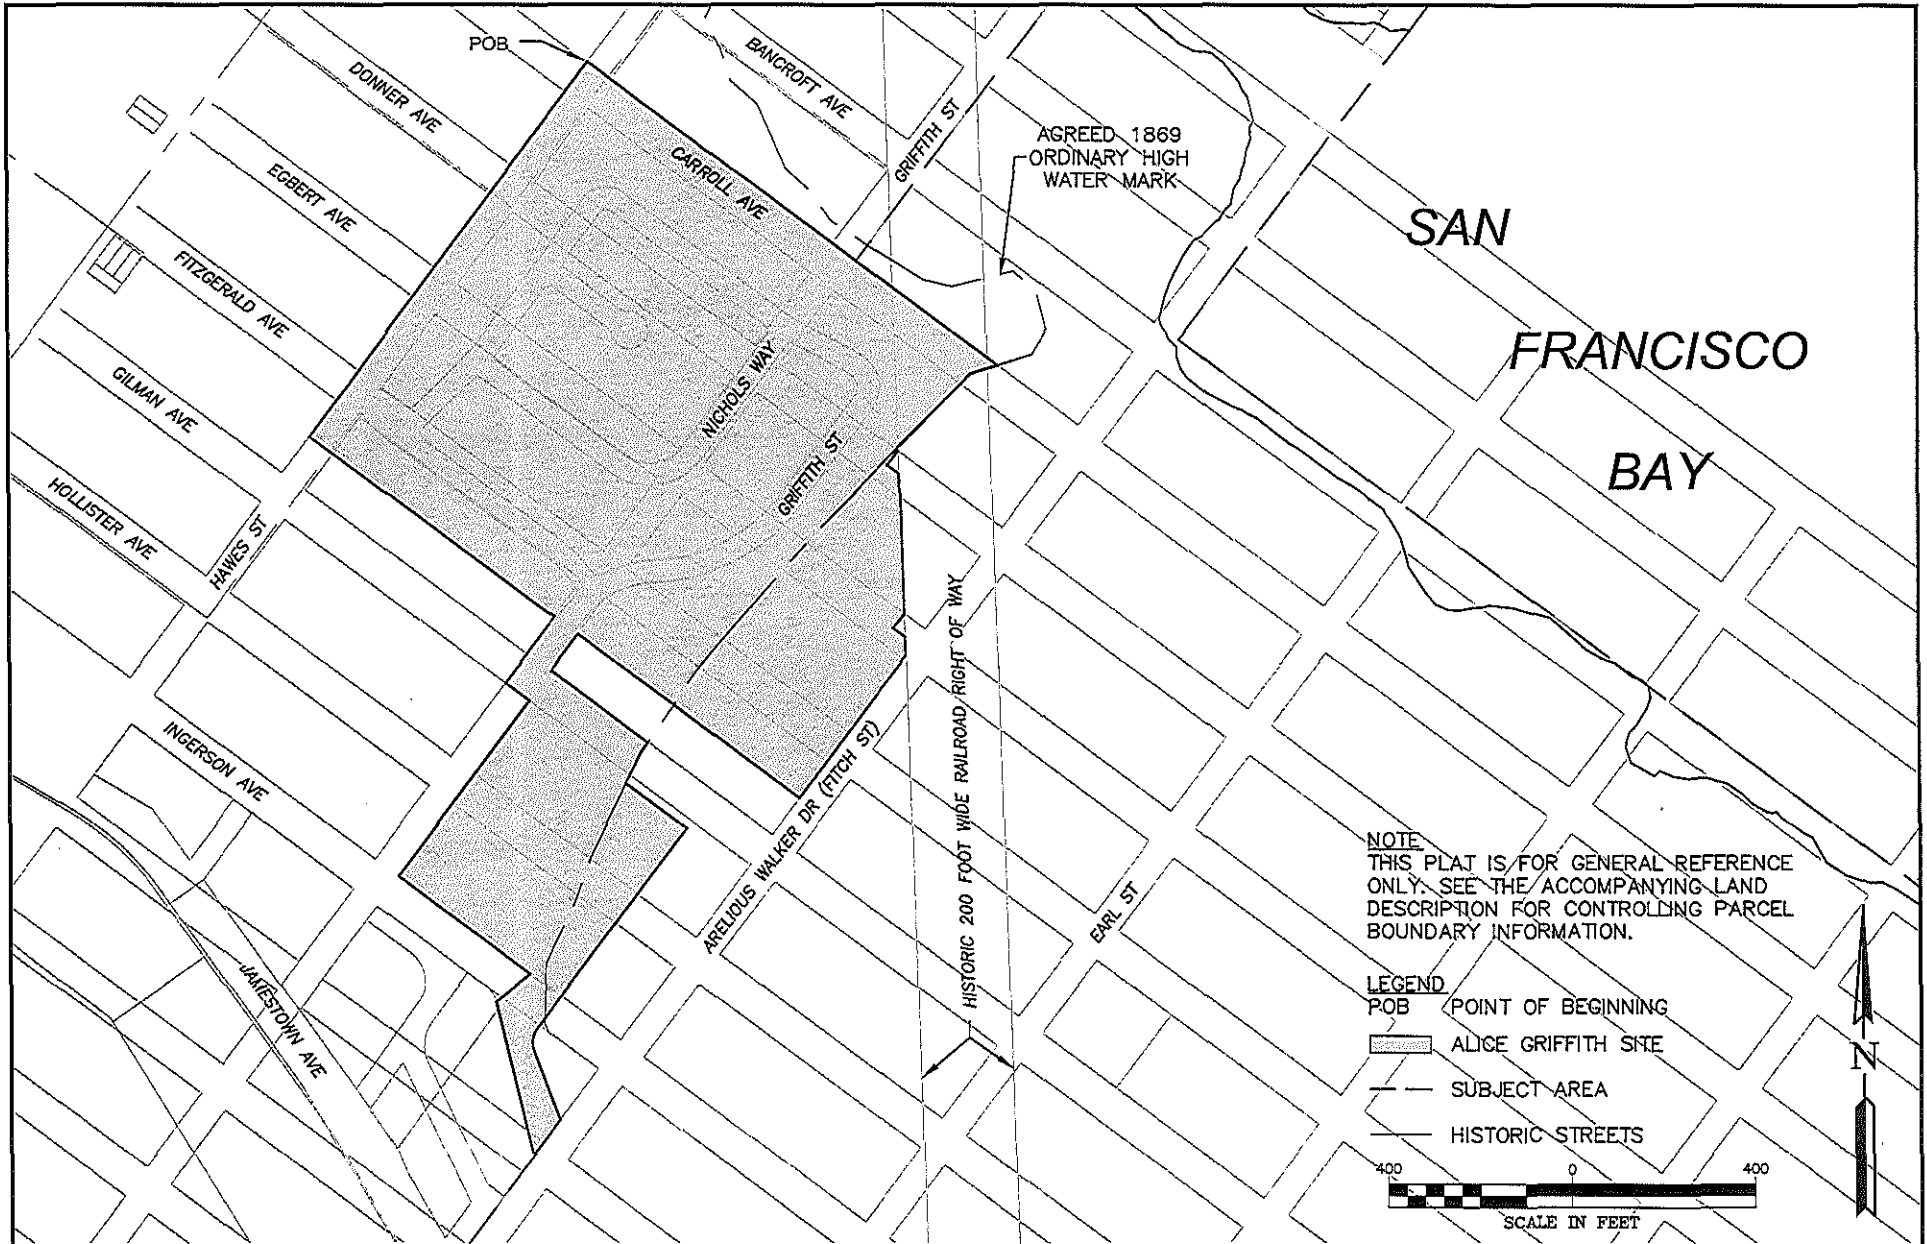 POB
DONNER AVE
BANCROFT AVE
GRIFFITH ST
AGREED 1869
ORDINARY HIGH
WATER MARK
CARROLL AVE
EGBERT AVE
SAN
FRANCISCO
BAY
FITZGERALD AVE
NICHOLS WAY
GILMAN AVE
GRIFFITH ST
HOLLISTER AVE
HAWES ST
HISTORIC 200 FOOT WIDE RAILROAD RIGHT OF WAY
INGERSON AVE
ARELIOUS WALKER DR (FITCH ST)
EARL ST
JAMESTOWN AVE
NOTE
THIS PLAT IS FOR GENERAL REFERENCE
ONLY. SEE THE ACCOMPANYING LAND
DESCRIPTION FOR CONTROLLING PARCEL
BOUNDARY INFORMATION.
LEGEND
POB POINT OF BEGINNING
ALICE GRIFFITH SITE
SUBJECT AREA
HISTORIC STREETS
N
400 0 400
SCALE IN FEET